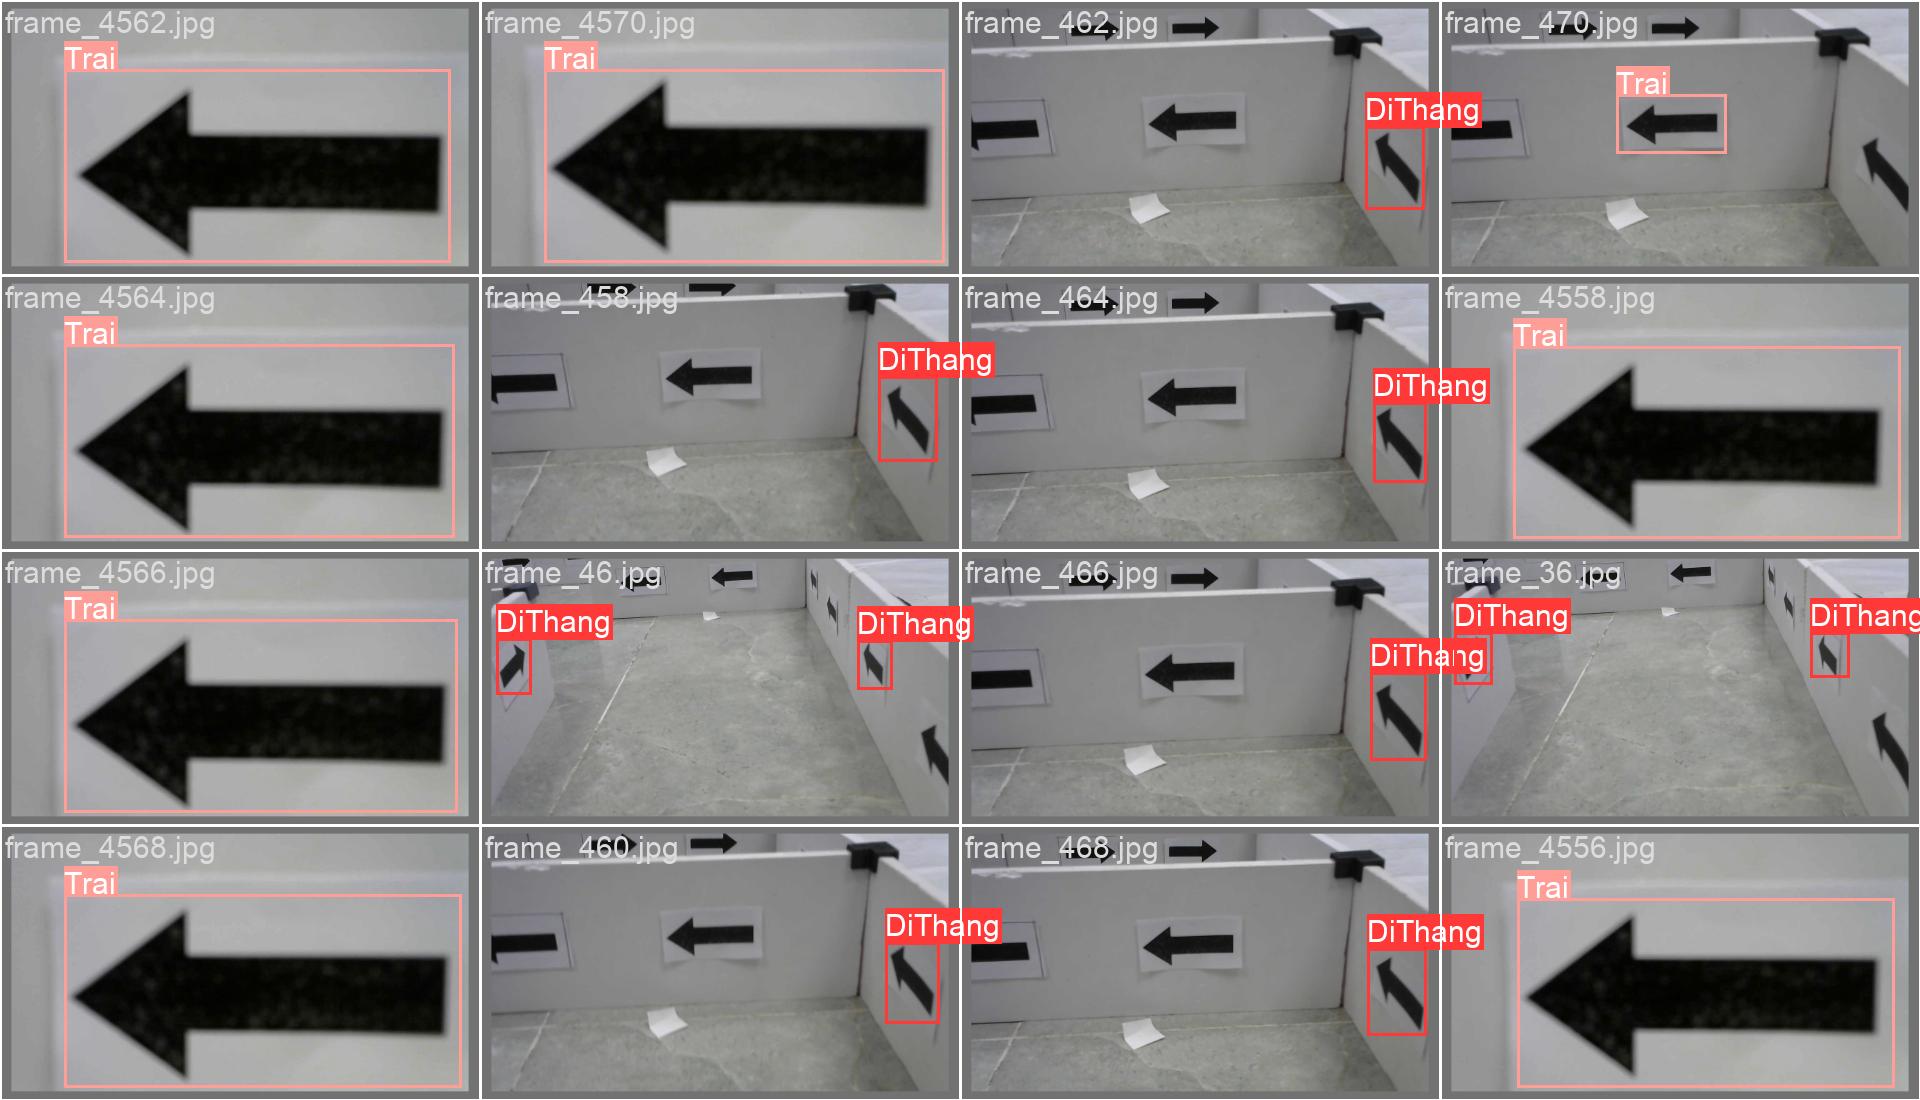 frame_4562.jpg
Trai
frame_4570.jpg
Trai
frame_462.jpg
DiThang
frame_470.jpg
Trai
frame_4564.jpg
Trai
frame_458.jpg
DiThang
frame_464.jpg
DiThang
frame_4558.jpg
Trai
frame_4566.jpg
Trai
frame_46.jpg
DiThang
DiThang
frame_466.jpg
DiThang
frame_36.jpg
DiThang
DiThang
frame_4568.jpg
Trai
frame_460.jpg
DiThang
frame_468.jpg
DiThang
frame_4556.jpg
Trai